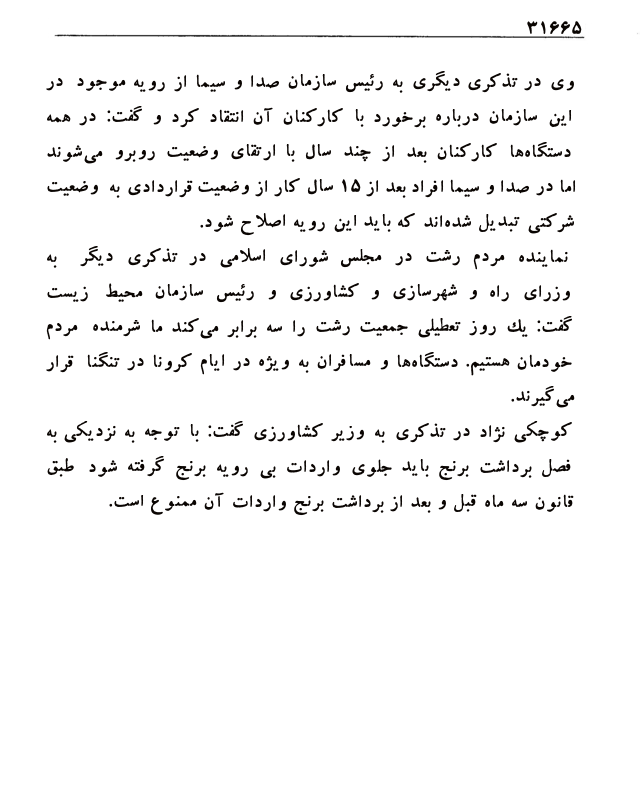 ۳۱۶۶۵
وی در تذکری دیگری به رئیس سازمان صدا و سیما از رویه موجود در
این سازمان درباره برخورد با کارکنان آن انتقاد کرد و گفت: در همه
دستگاه‌ها کارکنان بعد از چند سال با ارتقای وضعیت روبرو می‌شوند
اما در صدا و سیما افراد بعد از ۱۵ سال کار از وضعیت قراردادی به وضعیت
شرکتی تبدیل شده‌اند که باید این رویه اصلاح شود.
نماینده مردم رشت در مجلس شورای اسلامی در تذکری دیگر به
وزرای راه و شهرسازی و کشاورزی و رئیس سازمان محیط زیست
گفت: یك روز تعطیلی جمعیت رشت را سه برابر می‌کند ما شرمنده مردم
خودمان هستیم. دستگاه‌ها و مسافران به ویژه در ایام کرونا در تنگنا قرار
می‌گیرند.
کوچکی نژاد در تذکری به وزیر کشاورزی گفت: با توجه به نزدیکی به
فصل برداشت برنج باید جلوی واردات بی رویه برنج گرفته شود طبق
قانون سه ماه قبل و بعد از برداشت برنج واردات آن ممنوع است.